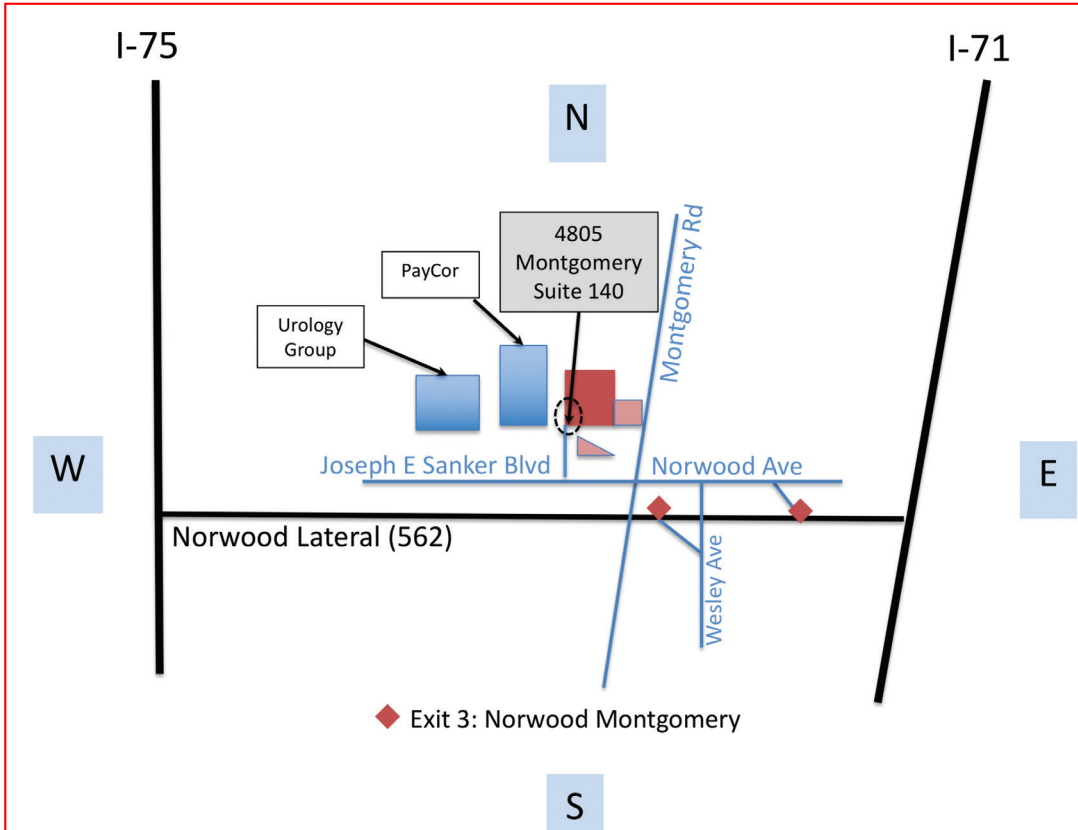 I-75
I-71
N
Montgomery Rd
4805
Montgomery
Suite 140
PayCor
Urology
Group
W
Joseph E Sanker Blvd
Norwood Ave
E
Norwood Lateral (562)
Wesley Ave
Exit 3: Norwood Montgomery
S